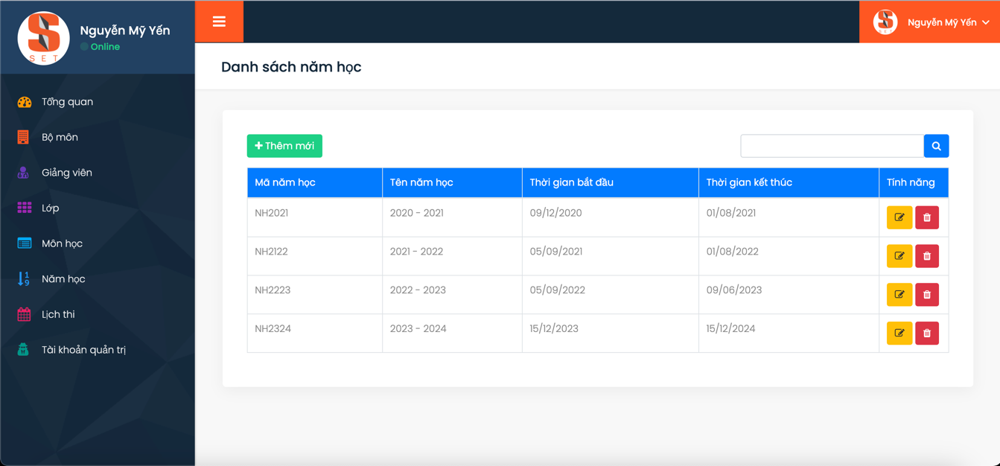 SET
Nguyễn Mỹ Yến
Online
SET
Nguyễn Mỹ Yến
Danh sách năm học
Tổng quan
Bộ môn
Giảng viên
Lớp
Môn học
Năm học
Lịch thi
Tài khoản quản trị
Thêm mới
Mã năm học Tên năm học Thời gian bắt đầu Thời gian kết thúc Tính năng
NH2021 2020 - 2021 09/12/2020 01/08/2021
NH2122 2021 - 2022 05/09/2021 01/08/2022
NH2223 2022 - 2023 05/09/2022 09/06/2023
NH2324 2023 - 2024 15/12/2023 15/12/2024